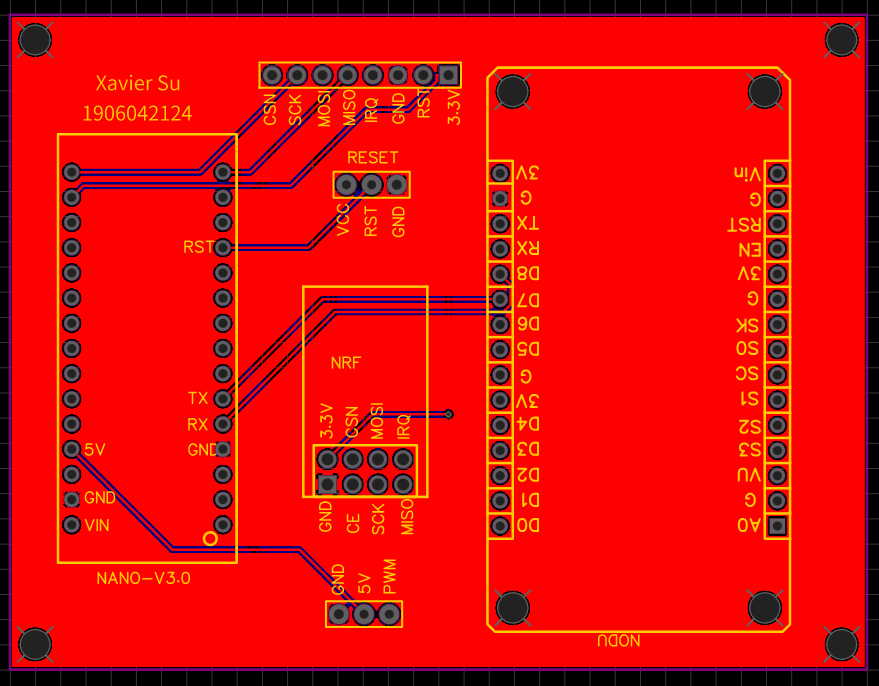 Xavier Su
1906042124
CSN
SCK
MOSI
MISO
IRQ
GND
RST
3.3V
RESET
VCC
RST
GND
RST
TX
RX
GND
5V
GND
VIN
NANO-V3.0
NRF
3.3V
CSN
MOSI
IRQ
GND
CE
SCK
MISO
GND
5V
PWM
3V
G
TX
RX
D8
D7
D6
D5
G
3V
D4
D3
D2
D1
D0
Vin
G
RST
EN
3V
G
SK
S0
SC
S1
S2
S3
VU
G
A0
NODU